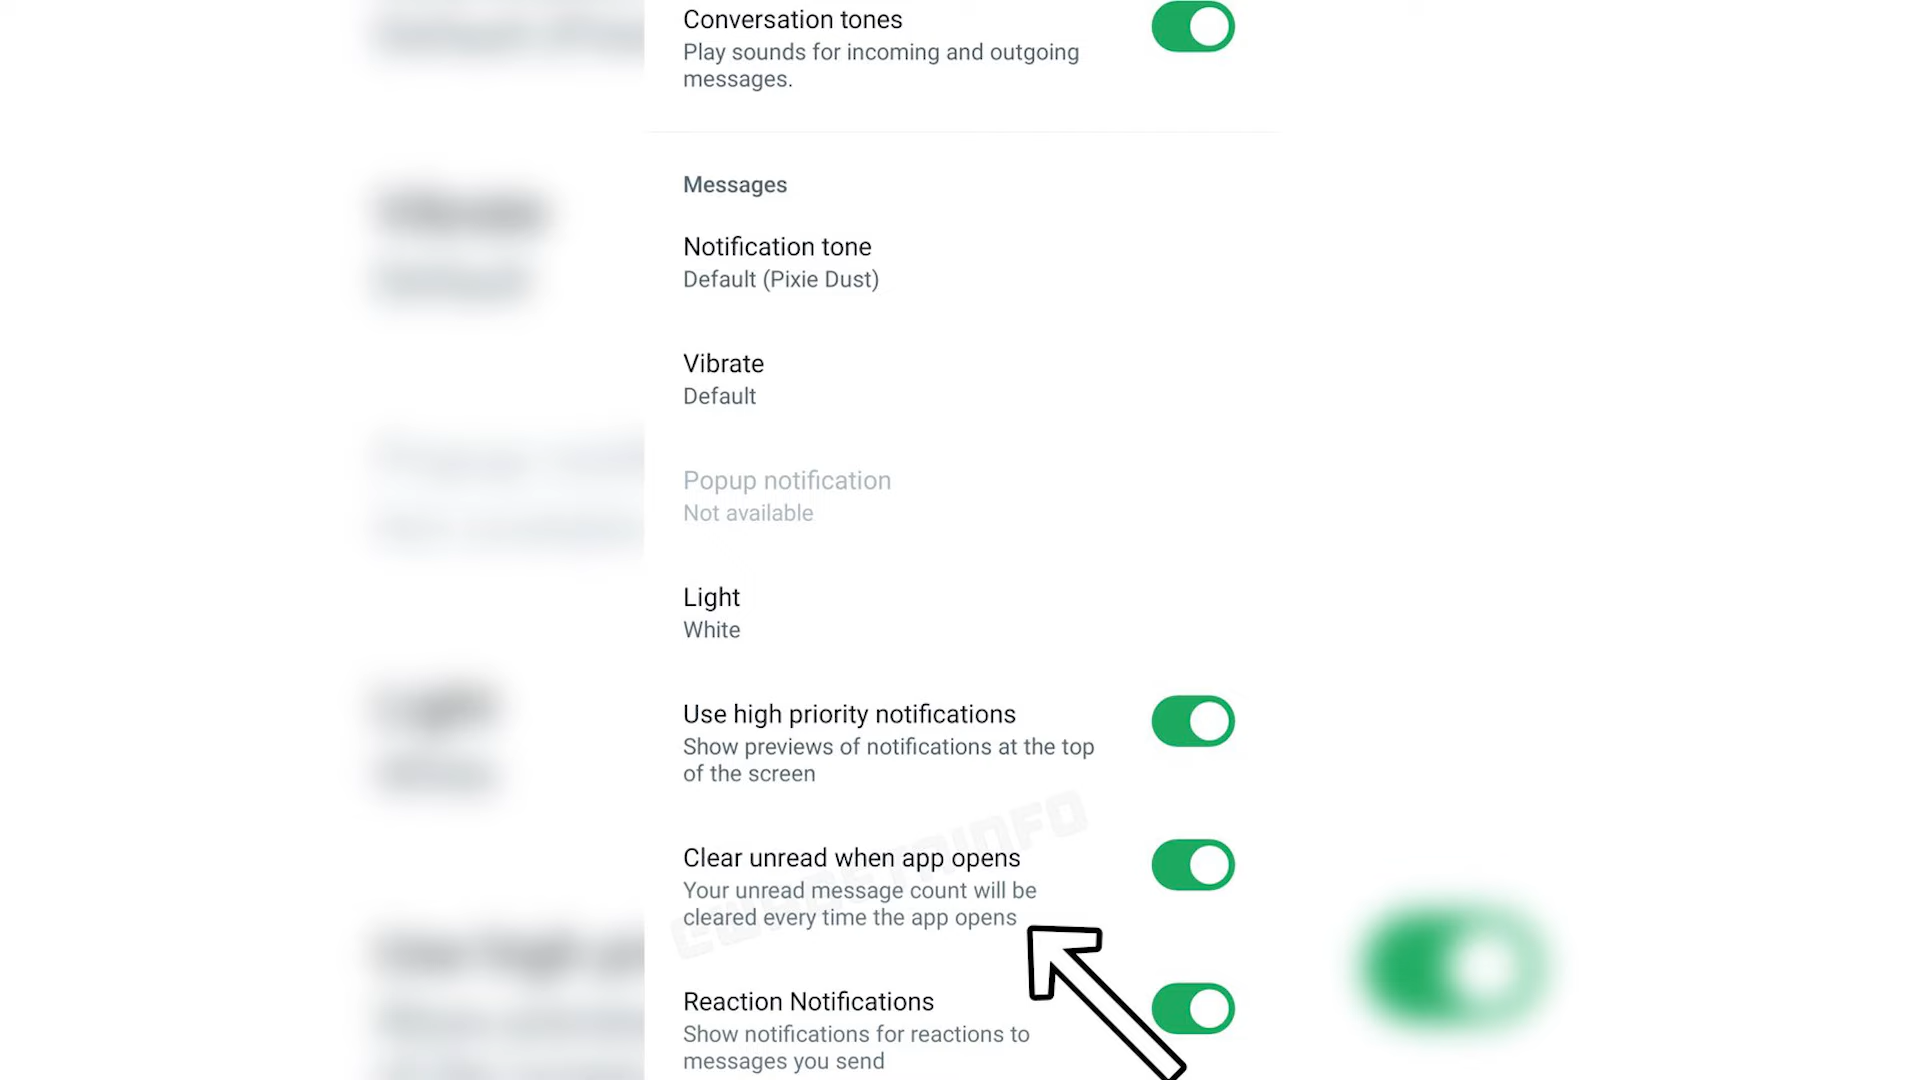 Conversation tones
Play sounds for incoming and outgoing
messages.
Messages
Notification tone
Default (Pixie Dust)
Vibrate
Default
Popup notification
Not available
Light
White
Use high priority notifications
Show previews of notifications at the top
of the screen
Clear unread when app opens
Your unread message count will be
cleared every time the app opens
Reaction Notifications
Show notifications for reactions to
messages you send